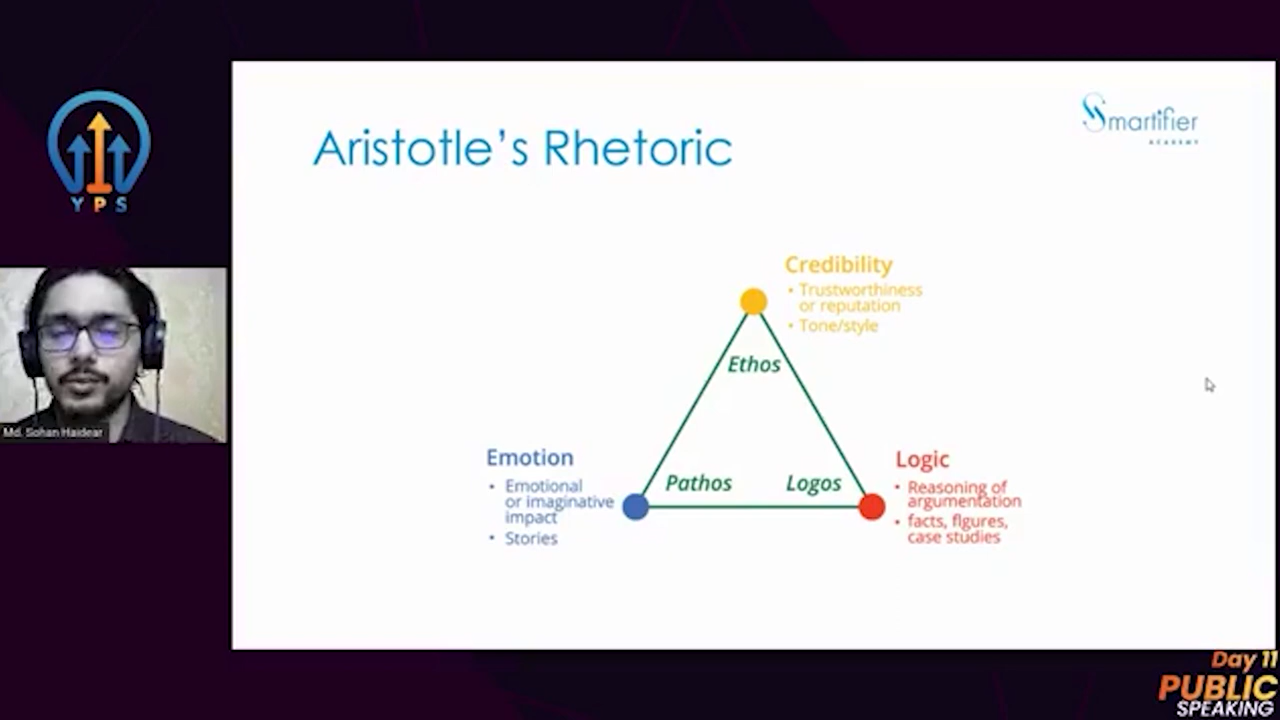 YPS
Md. Sohan Haidear
Aristotle's Rhetoric
Smartifier
ACADEMY
Credibility
• Trustworthiness
or reputation
• Tone/style
Ethos
Emotion
• Emotional
or imaginative
impact
• Stories
Pathos
Logos
Logic
• Reasoning of
argumentation
• facts, figures,
case studies
Day 11
PUBLIC
SPEAKING